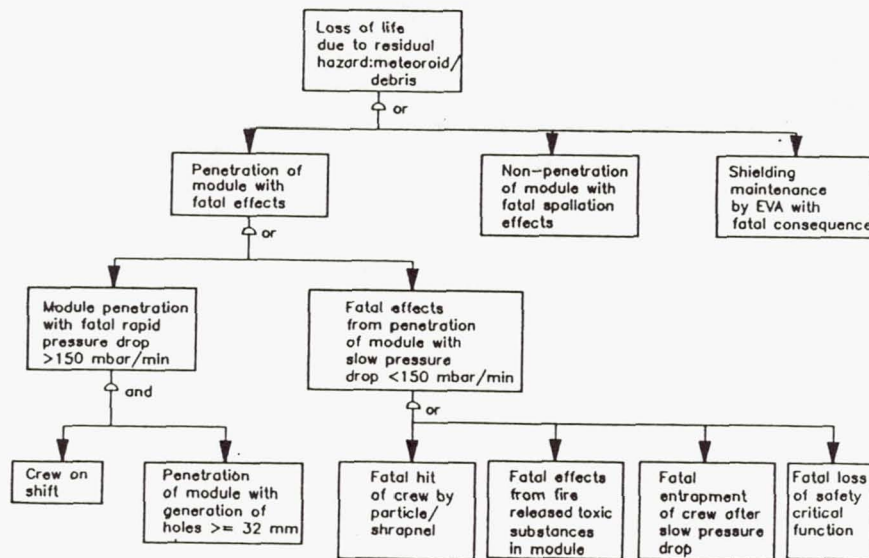 Loss of life
due to residual
hazard:meteoroid/
debris
or
Penetration of
module with
fatal effects
Non-penetration
of module with
fatal spallation
effects
Shielding
maintenance
by EVA with
fatal consequence
or
Module penetration
with fatal rapid
pressure drop
>150 mbar/min
Fatal effects
from penetration
of module with
slow pressure
drop <150 mbar/min
and
or
Crew on
shift
Penetration
of module with
generation of
holes >= 32 mm
Fatal hit
of crew by
particle/
shrapnel
Fatal effects
from fire
released toxic
substances
in module
Fatal
entrapment
of crew after
slow pressure
drop
Fatal loss
of safety
critical
function